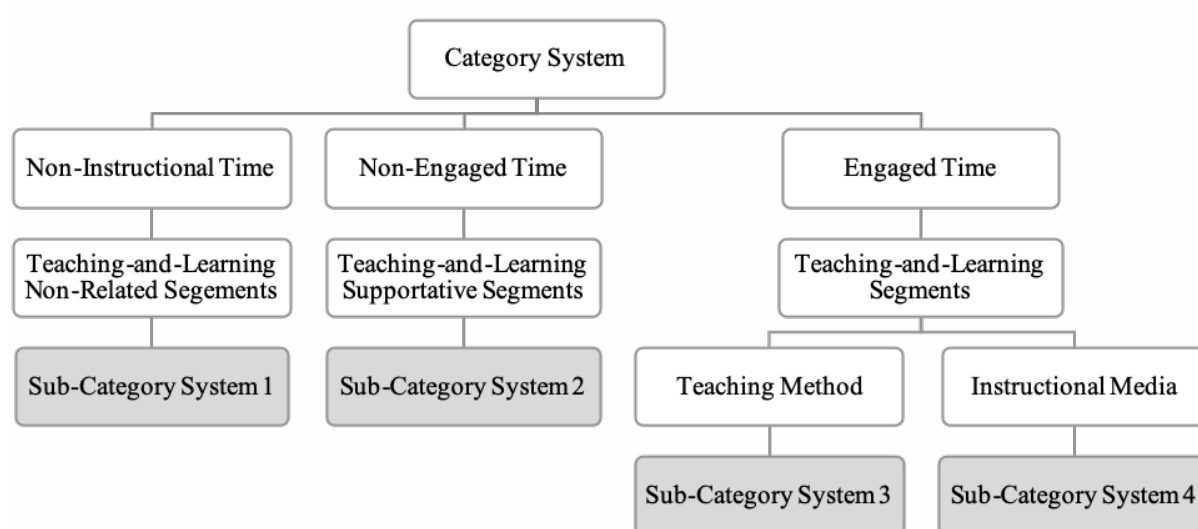 Category System
Non-Instructional Time
Non-Engaged Time
Engaged Time
Teaching-and-Learning
Non-Related Segements
Teaching-and-Learning
Supportative Segments
Teaching-and-Learning
Segments
Sub-Category System 1
Sub-Category System 2
Teaching Method
Instructional Media
Sub-Category System 3
Sub-Category System 4